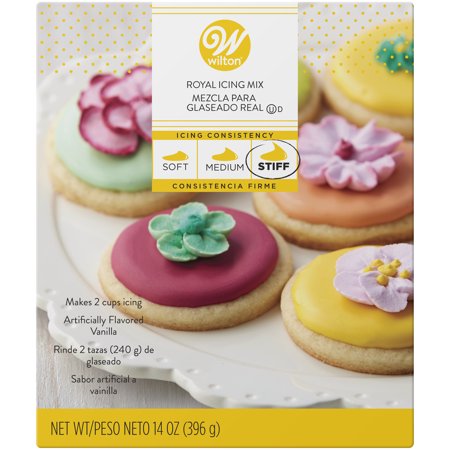 W
wilton®
ROYAL ICING MIX
MEZCLA PARA
GLASEADO REAL Ⓤ D
ICING CONSISTENCY
SOFT MEDIUM STIFF
CONSISTENCIA FIRME
Makes 2 cups icing
Artificially Flavored
Vanilla
Rinde 2 tazas (240 g) de
glaseado
Sabor artificial a
vainilla
NET WT/PESO NETO 14 OZ (396 g)